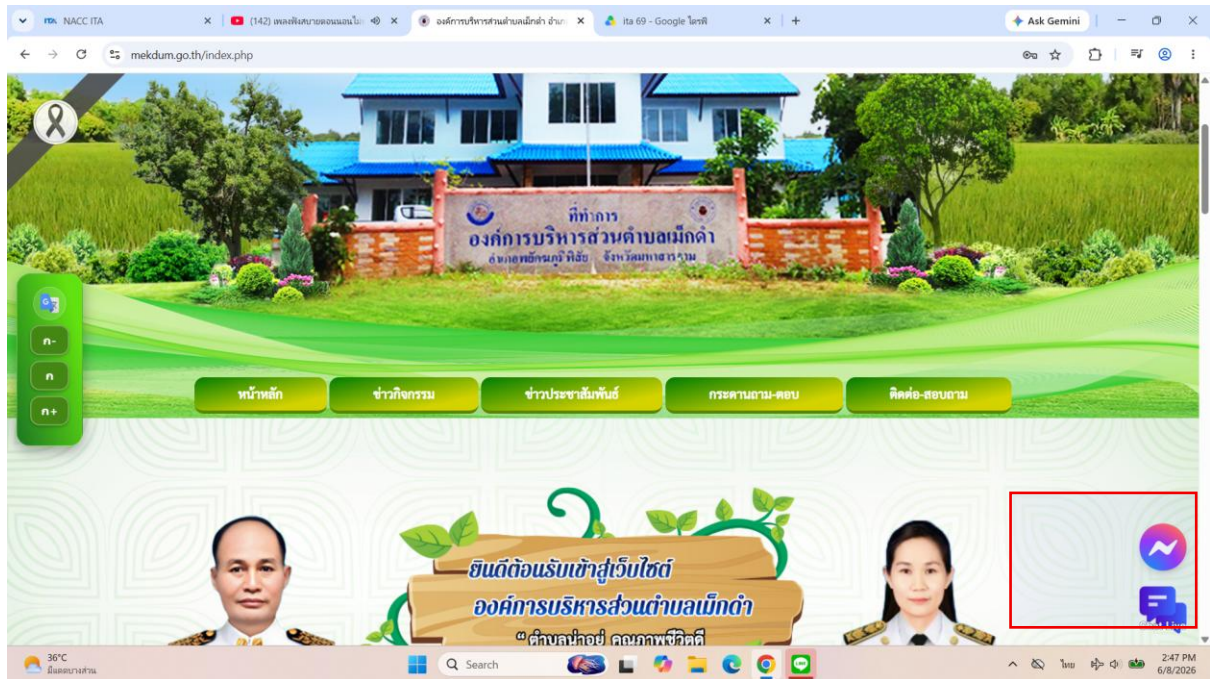 NACC ITA
(142) เพลงฟังสบายตอนนอนไม่
องค์การบริหารส่วนตำบลเม็กดำ อำเภ
ita 69 - Google ไดรฟ์
Ask Gemini
mekdum.go.th/index.php
ที่ทำการ
องค์การบริหารส่วนตำบลเม็กดำ
อำเภอพยัคฆภูมิพิสัย จังหวัดมหาสารคาม
ก-
ก
ก+
หน้าหลัก
ข่าวกิจกรรม
ข่าวประชาสัมพันธ์
กระดานถาม-ตอบ
ติดต่อ-สอบถาม
ยินดีต้อนรับเข้าสู่เว็บไซต์
องค์การบริหารส่วนตำบลเม็กดำ
“ ตำบลน่าอยู่ คุณภาพชีวิตดี
36°C
มีแดดบางส่วน
Search
ไทย
2:47 PM
6/8/2026